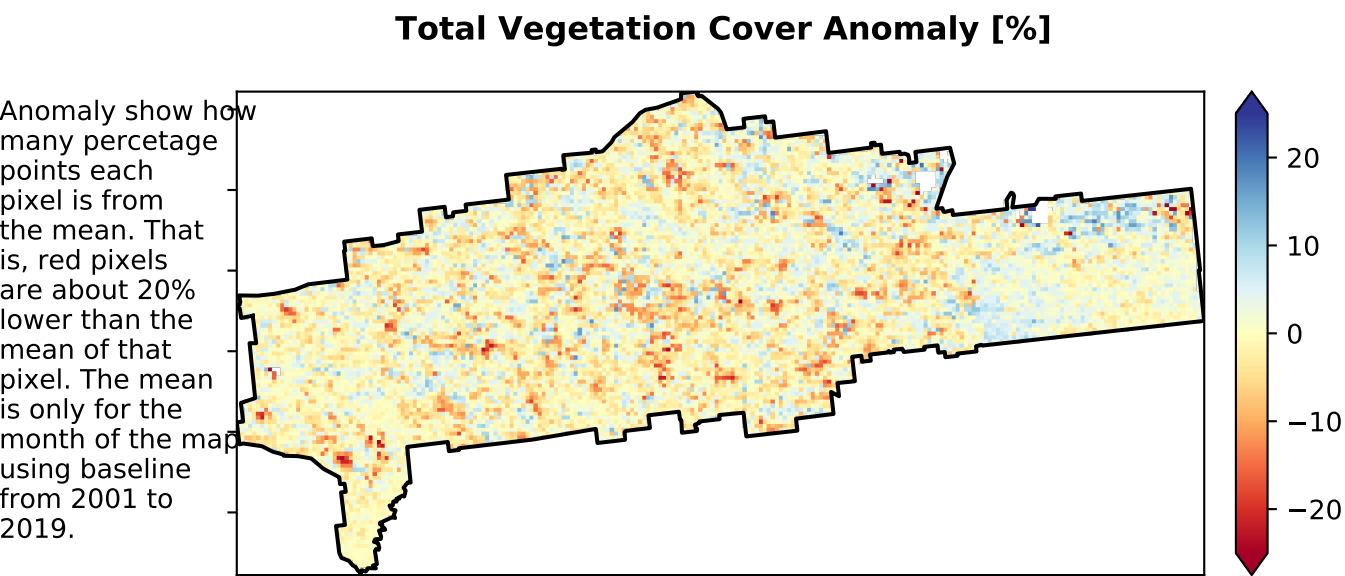 Total Vegetation Cover Anomaly [%]
Anomaly show how
many percetage
points each
pixel is from
the mean. That
is, red pixels
are about 20%
lower than the
mean of that
pixel. The mean
is only for the
month of the map
using baseline
from 2001 to
2019.
20
10
0
−10
−20